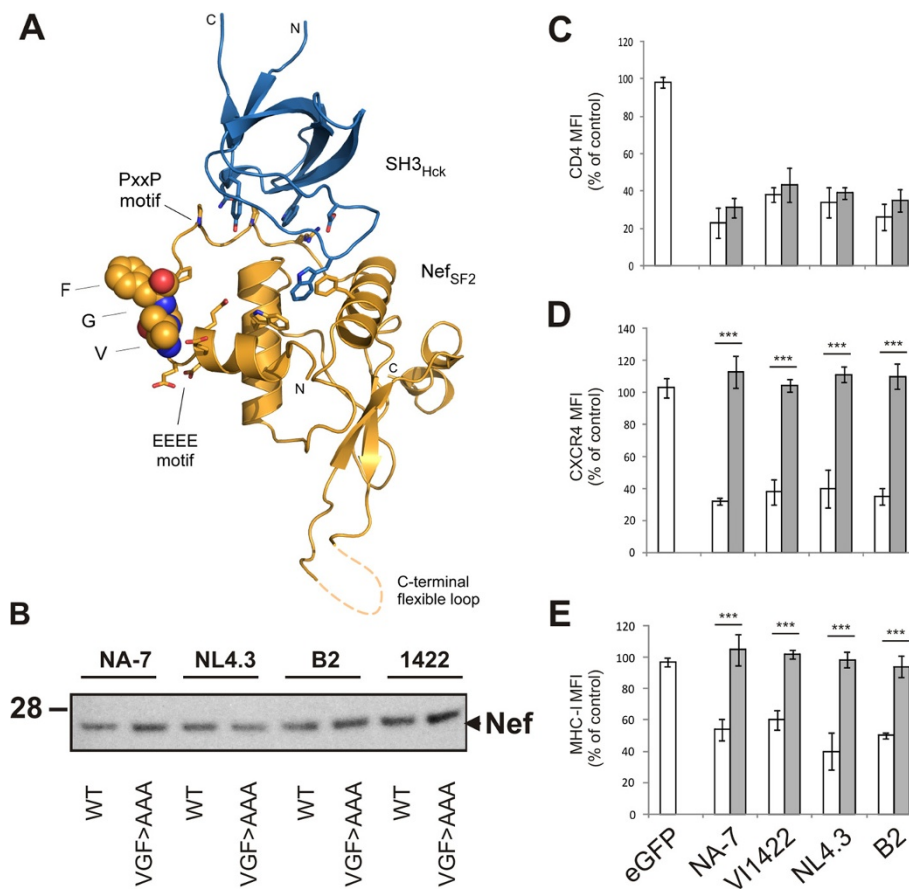 A
C
N
SH3Hck
PxxP
motif
NefSF2
F
G
V
N
C
EEEE
motif
C-terminal
flexible loop
B
NA-7 NL4.3 B2 1422
28
Nef
WT VGF>AAA WT VGF>AAA WT VGF>AAA WT VGF>AAA
C
CD4 MFI
(% of control)
120
100
80
60
40
20
0
D
CXCR4 MFI
(% of control)
140
120
100
80
60
40
20
0
*** *** *** ***
E
MHC-I MFI
(% of control)
120
100
80
60
40
20
0
*** *** *** ***
eGFP NA-7 VI1422 NL4.3 B2